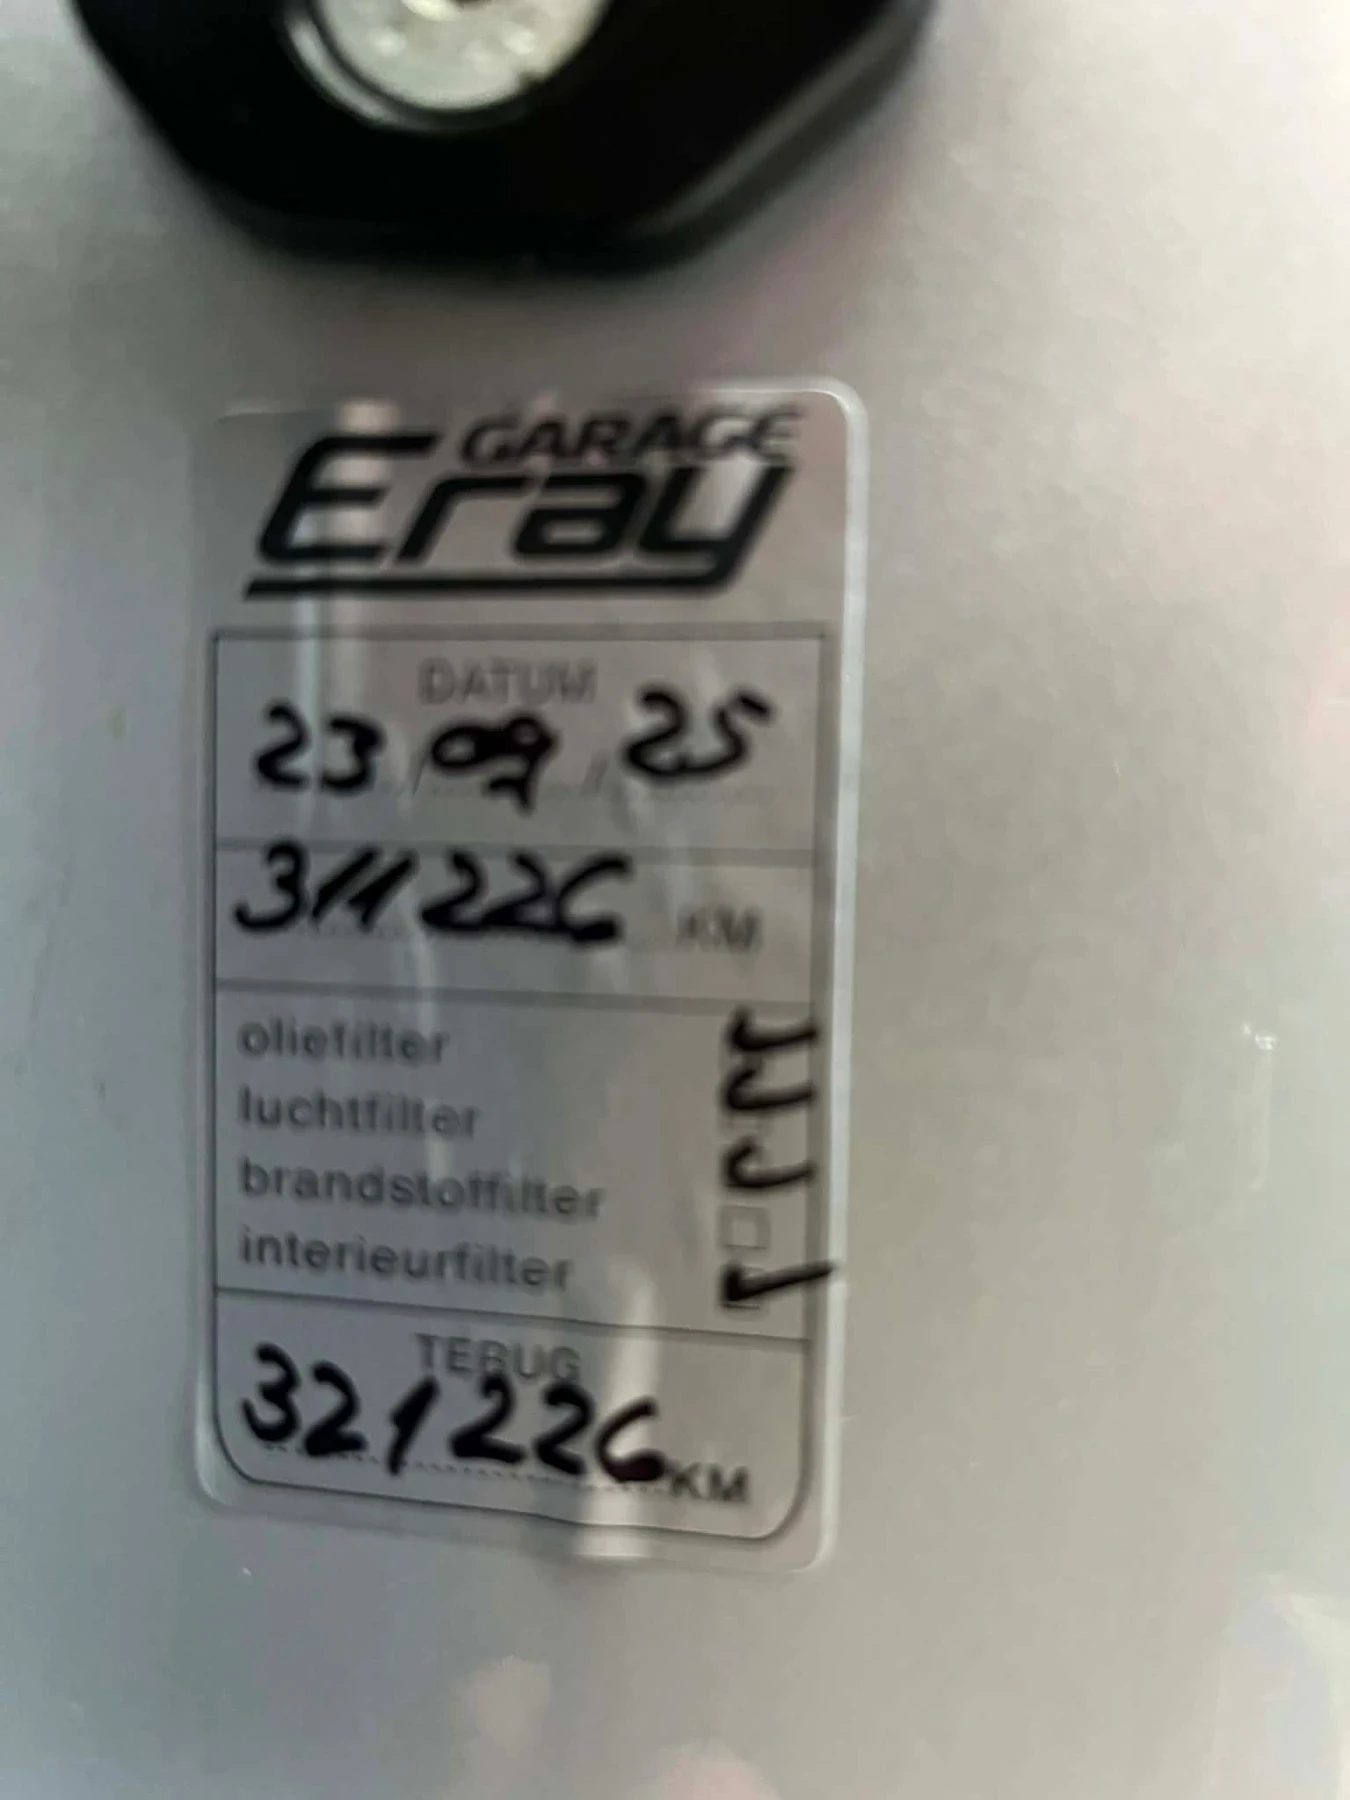 GARAGE
Eray
DATUM
23 09 25
311226 KM
oliefilter
luchtfilter
brandstoffilter
interieurfilter
TERUG
321226 KM